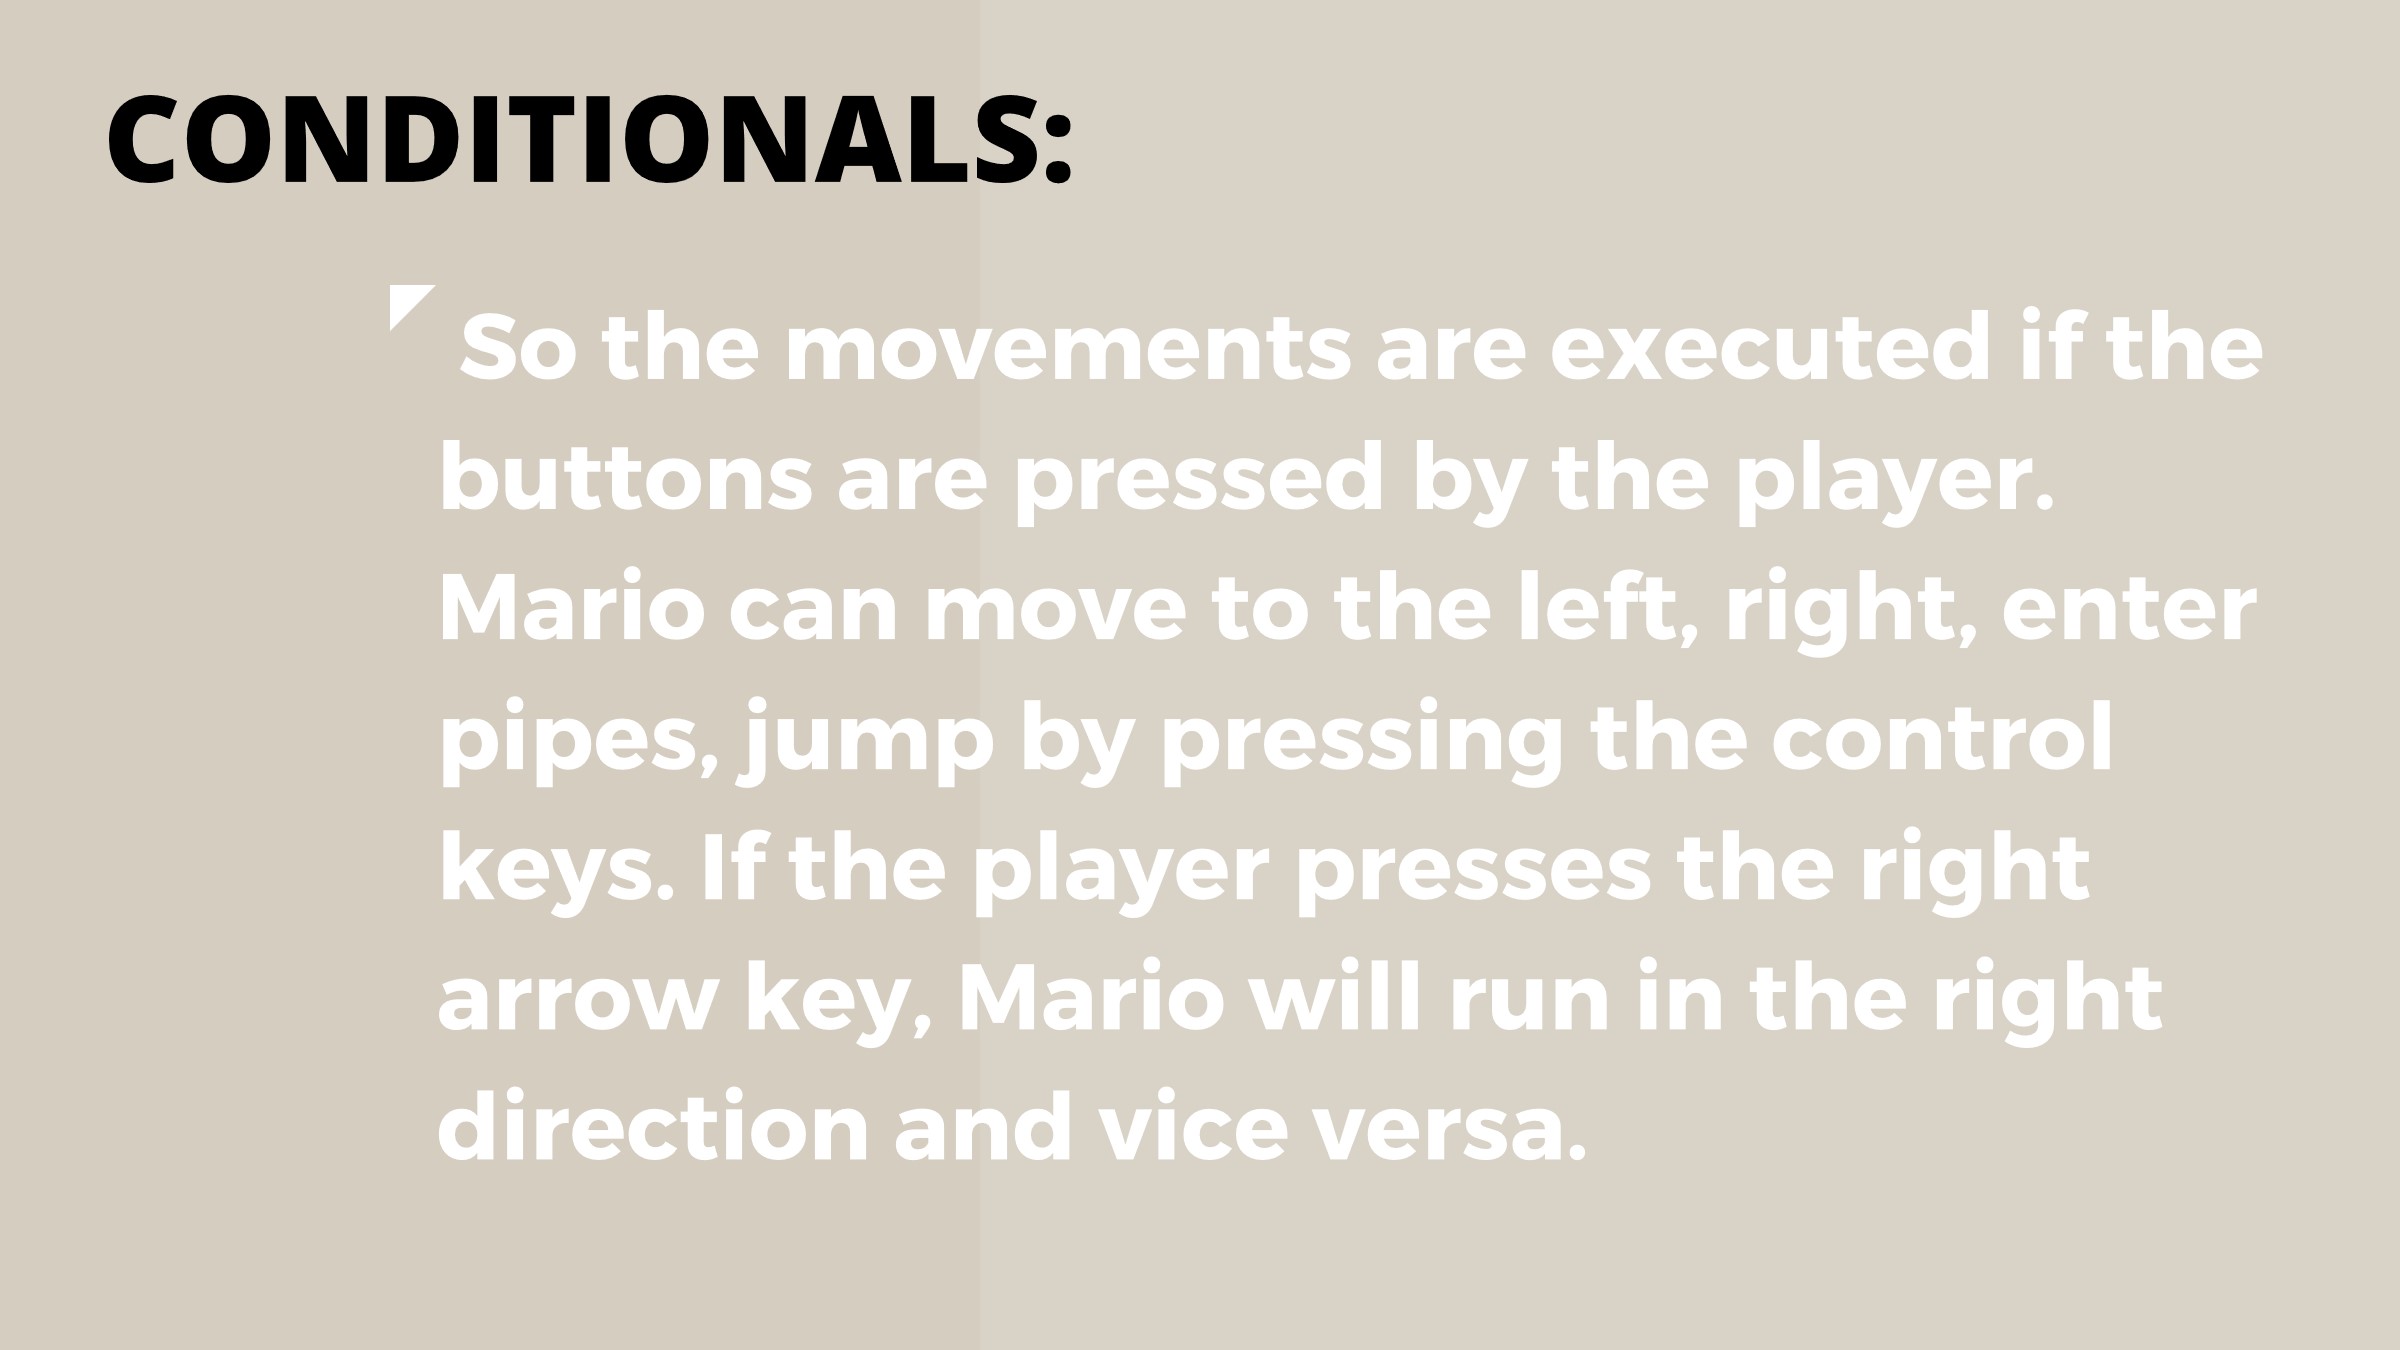 CONDITIONALS:
So the movements are executed if the
buttons are pressed by the player.
Mario can move to the left, right, enter
pipes, jump by pressing the control
keys. If the player presses the right
arrow key, Mario will run in the right
direction and vice versa.